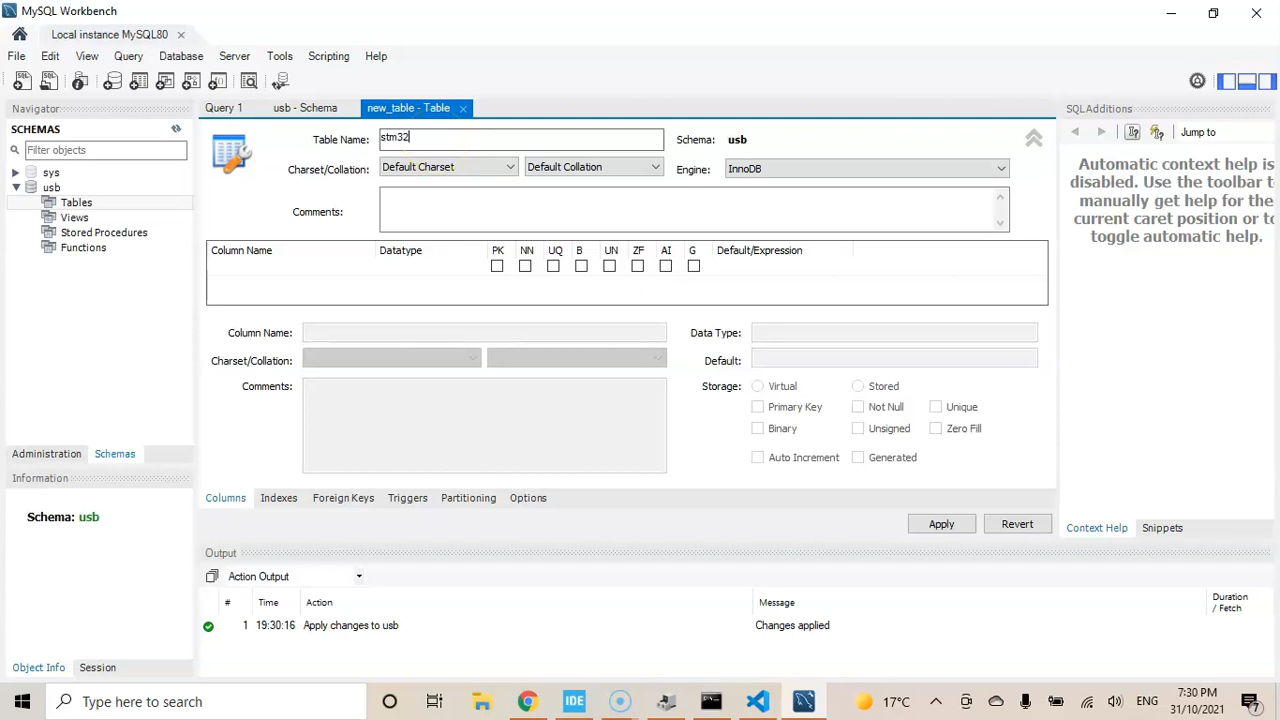 MySQL Workbench
Local instance MySQL80
File Edit View Query Database Server Tools Scripting Help
Navigator
SCHEMAS
Filter objects
sys
usb
Tables
Views
Stored Procedures
Functions
Administration Schemas
Information
Schema: usb
Object Info Session
Query 1 usb - Schema new_table - Table
Table Name: stm32 Schema: usb
Charset/Collation: Default Charset Default Collation Engine: InnoDB
Comments:
Column Name Datatype PK NN UQ B UN ZF AI G Default/Expression
Column Name: Data Type:
Charset/Collation: Default:
Comments: Storage: Virtual Stored
Primary Key Not Null Unique
Binary Unsigned Zero Fill
Auto Increment Generated
Columns Indexes Foreign Keys Triggers Partitioning Options
Apply Revert
Output
Action Output
# Time Action Message Duration / Fetch
1 19:30:16 Apply changes to usb Changes applied
SQLAdditions
Jump to
Automatic context help is
disabled. Use the toolbar t
manually get help for the
current caret position or to
toggle automatic help.
Context Help Snippets
Type here to search
IDE
17°C
ENG
7:30 PM
31/10/2021
7